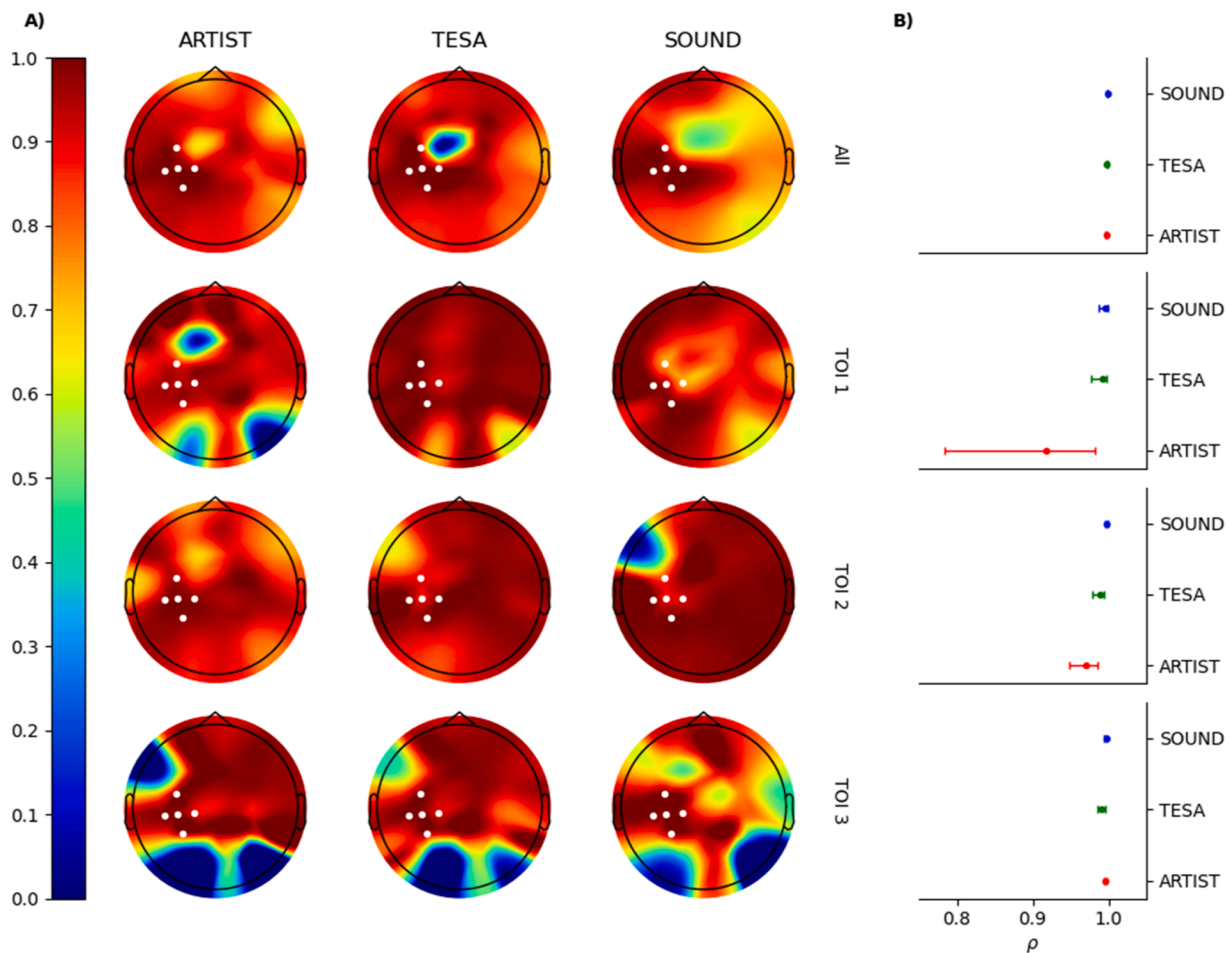 A)
B)
ARTIST
TESA
SOUND
1.0
0.9
0.8
0.7
0.6
0.5
0.4
0.3
0.2
0.1
0.0
All
TOI 1
TOI 2
TOI 3
SOUND
TESA
ARTIST
SOUND
TESA
ARTIST
SOUND
TESA
ARTIST
SOUND
TESA
ARTIST
0.8 0.9 1.0
ρ